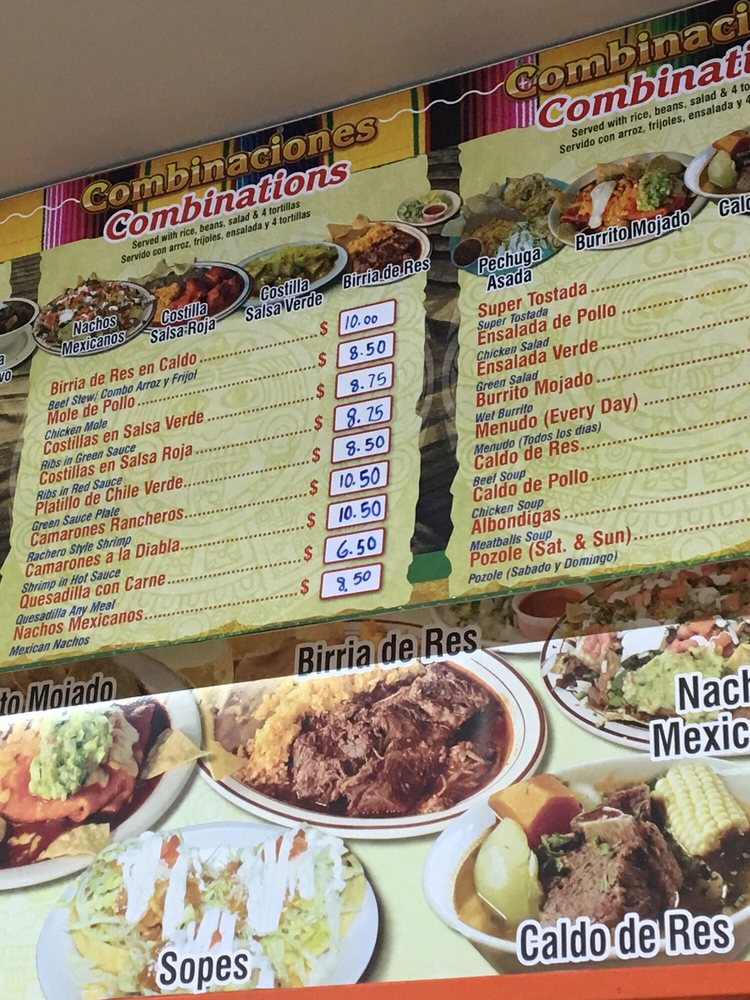 Combinaciones
Combinations
Served with rice, beans, salad & 4 tortillas
Servido con arroz, frijoles, ensalada y 4 tortillas
Nachos Mexicanos
Costilla Salsa Roja
Costilla Salsa Verde
Birria de Res
Birria de Res en Caldo $ 10.00
Beef Stew, Combo Arroz y Frijol
Mole de Pollo $ 8.50
Chicken Mole
Costillas en Salsa Verde $ 8.75
Ribs in Green Sauce
Costillas en Salsa Roja $ 8.75
Ribs in Red Sauce
Platillo de Chile Verde $ 8.50
Green Sauce Plate
Camarones Rancheros $ 10.50
Rachero Style Shrimp
Camarones a la Diabla $ 10.50
Shrimp in Hot Sauce
Quesadilla con Carne $ 6.50
Quesadilla Any Meal
Nachos Mexicanos $ 8.50
Mexican Nachos
Combinaci
Combinati
Served with rice, beans, salad & 4 to
Servido con arroz, frijoles, ensalada y 4
Pechuga Asada
Burrito Mojado
Cald
Super Tostada
Super Tostada
Ensalada de Pollo
Chicken Salad
Ensalada Verde
Green Salad
Burrito Mojado
Wet Burrito
Menudo (Every Day)
Menudo (Todos los dias)
Caldo de Res
Beef Soup
Caldo de Pollo
Chicken Soup
Albondigas
Meatballs Soup
Pozole (Sat. & Sun)
Pozole (Sabado y Domingo)
to Mojado
Birria de Res
Nach
Mexic
Sopes
Caldo de Res